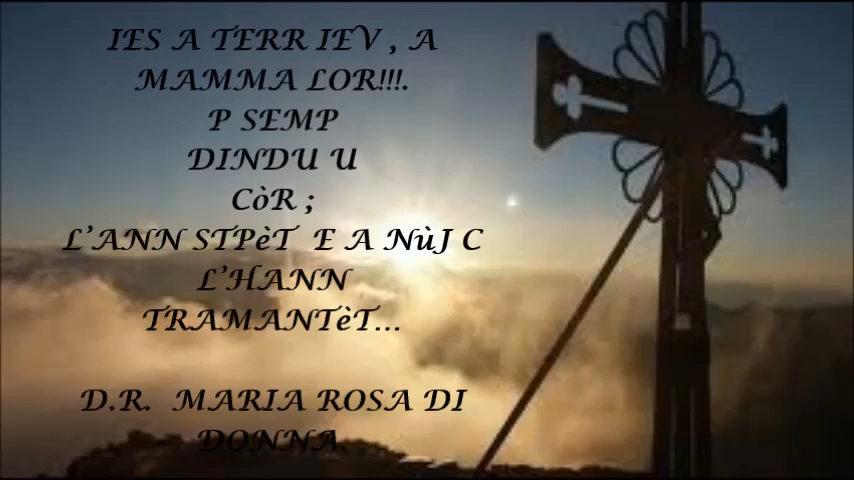 IES A TERR IEV , A
MAMMA LOR!!!.
P SEMP
DINDU U
CòR ;
L'ANN STPèT E A NùJ C
L'HANN
TRAMANTèT...
D.R. MARIA ROSA DI
DONNA.